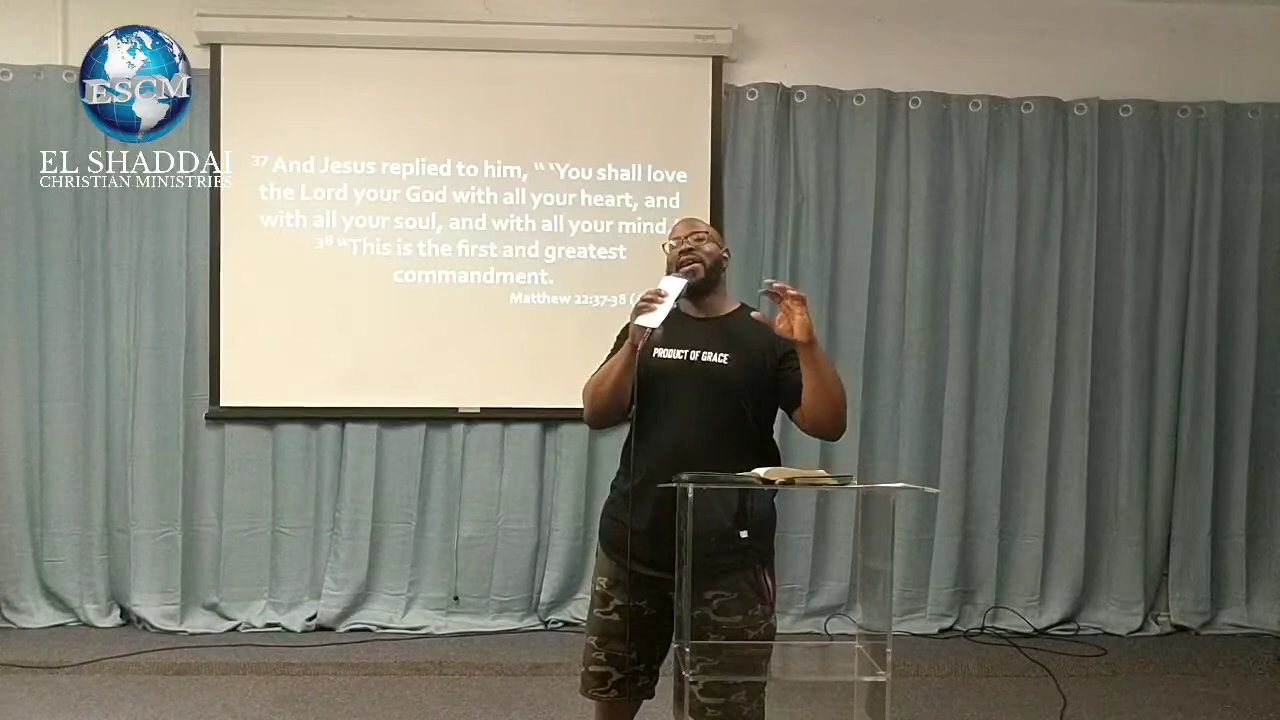 ESCM
EL SHADDAI
CHRISTIAN MINISTRIES
37 And Jesus replied to him, “ ‘You shall love
the Lord your God with all your heart, and
with all your soul, and with all your mind.’
38 “This is the first and greatest
commandment.
Matthew 22:37-38 (
PRODUCT OF GRACE